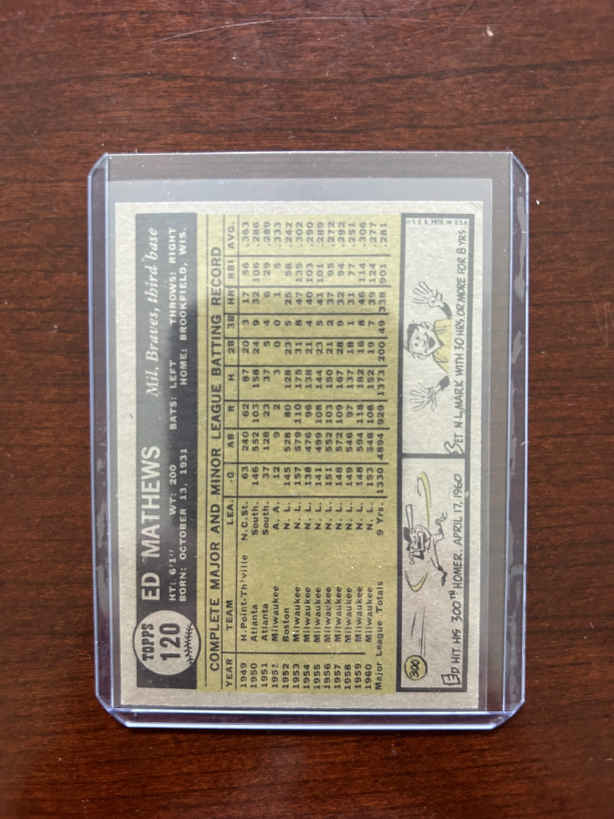 TOPPS
120
ED MATHEWS
Mil. Braves, third base
HT: 6'1" WT: 200 BATS: LEFT THROWS: RIGHT
BORN: OCTOBER 13, 1931 HOME: BROOKFIELD, WIS.
COMPLETE MAJOR AND MINOR LEAGUE BATTING RECORD
YEAR TEAM LEA. G AB R H 2B 3B HR RBI AVG.
1949 H.Point-Th'ville N.C.St. 63 240 62 87 20 3 17 56 .363
1950 Atlanta South. 146 552 103 158 24 9 32 106 .286
1951 Atlanta South. 37 128 23 37 5 4 6 29 .289
1951 Milwaukee A.A. 12 9 2 3 0 0 1 5 .333
1952 Boston N.L. 145 528 80 128 23 5 25 58 .242
1953 Milwaukee N.L. 157 579 110 175 31 8 47 135 .302
1954 Milwaukee N.L. 138 476 96 138 21 4 40 103 .290
1955 Milwaukee N.L. 141 499 108 144 23 5 41 101 .289
1956 Milwaukee N.L. 151 552 103 150 21 2 37 95 .272
1957 Milwaukee N.L. 148 572 109 167 28 9 32 94 .292
1958 Milwaukee N.L. 149 546 97 137 18 1 31 77 .251
1959 Milwaukee N.L. 148 594 118 182 16 8 46 114 .306
1960 Milwaukee N.L. 153 548 108 152 19 7 39 124 .277
Major League Totals 9 Yrs. 1330 4894 929 1373 200 49 338 901 .281
300
ED HIT HIS 300TH HOMER, APRIL 17, 1960
SET N.L. MARK WITH 30 HRS. OR MORE FOR 8 YRS.